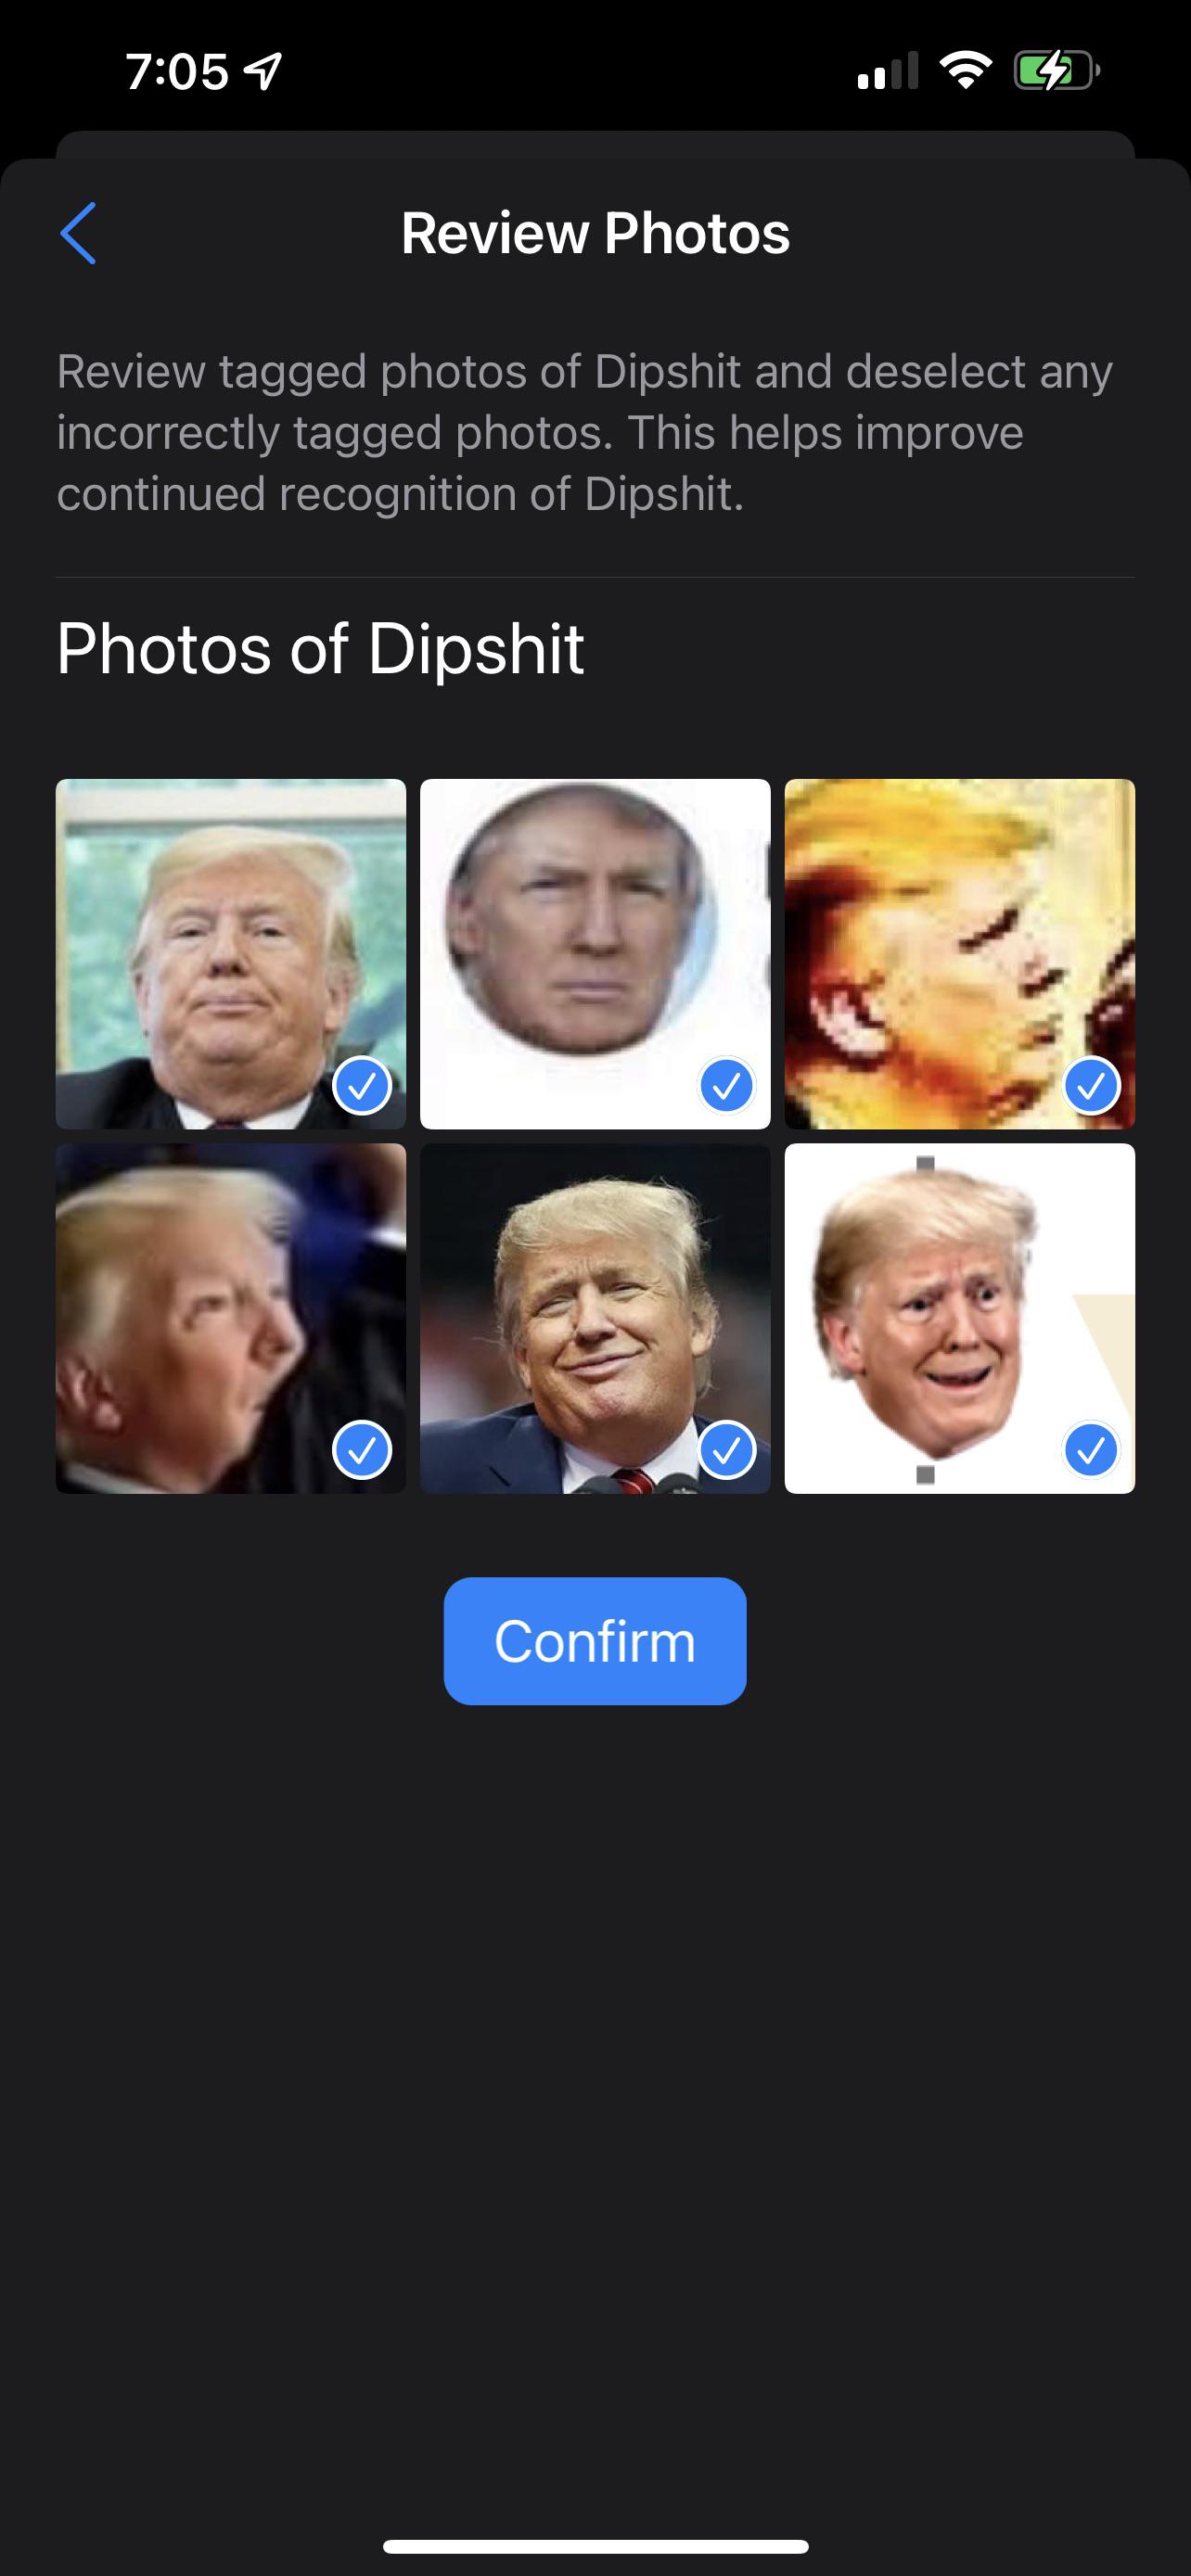 7:05
Review Photos
Review tagged photos of Dipshit and deselect any
incorrectly tagged photos. This helps improve
continued recognition of Dipshit.
Photos of Dipshit
Confirm